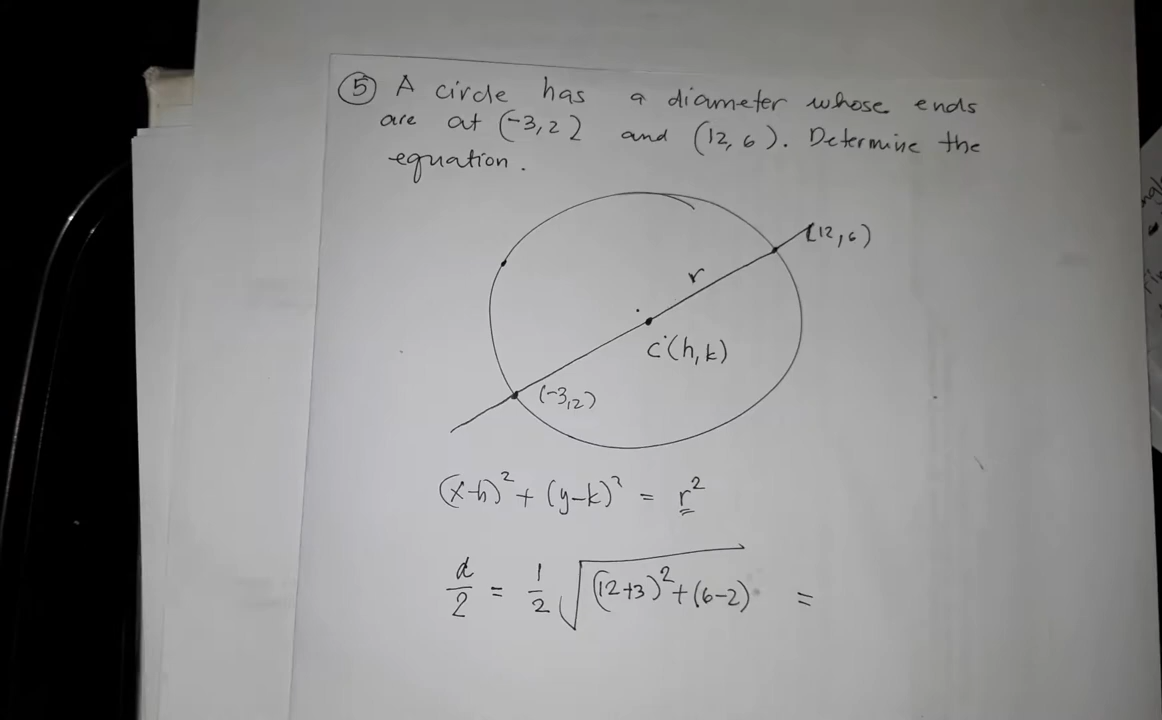 ⑤ A circle has a diameter whose ends
are at (-3,2) and (12,6). Determine the
equation.
(12,6)
r
C(h,k)
(-3,2)
(x-h)² + (y-k)² = r²
d/2 = 1/2 √(12+3)²+(6-2) =